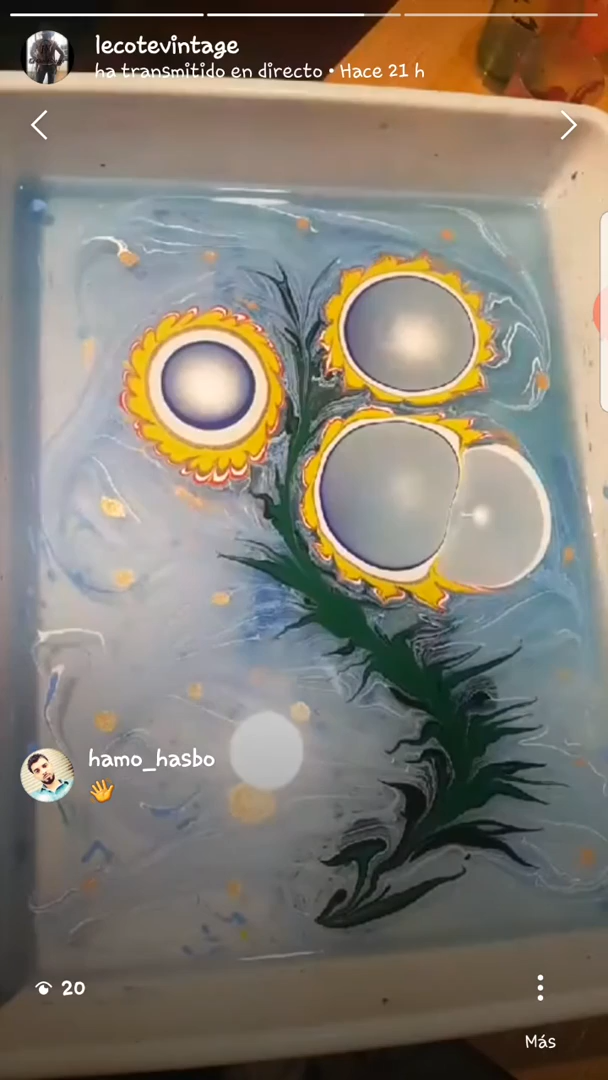 lecotevintage
ha transmitido en directo • Hace 21 h
hamo_hasbo
👋
20
Más